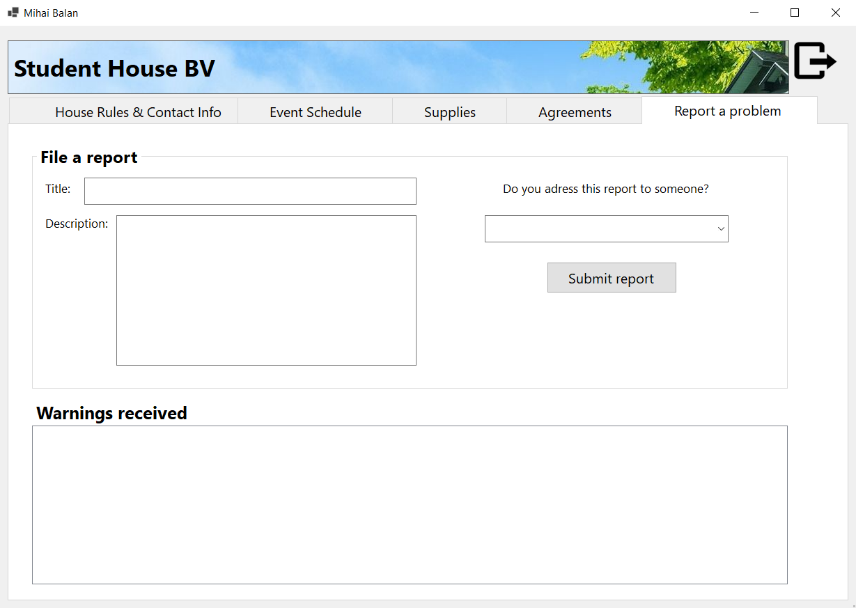 Mihai Balan
Student House BV
House Rules & Contact Info
Event Schedule
Supplies
Agreements
Report a problem
File a report
Title:
Do you adress this report to someone?
Description:
Submit report
Warnings received